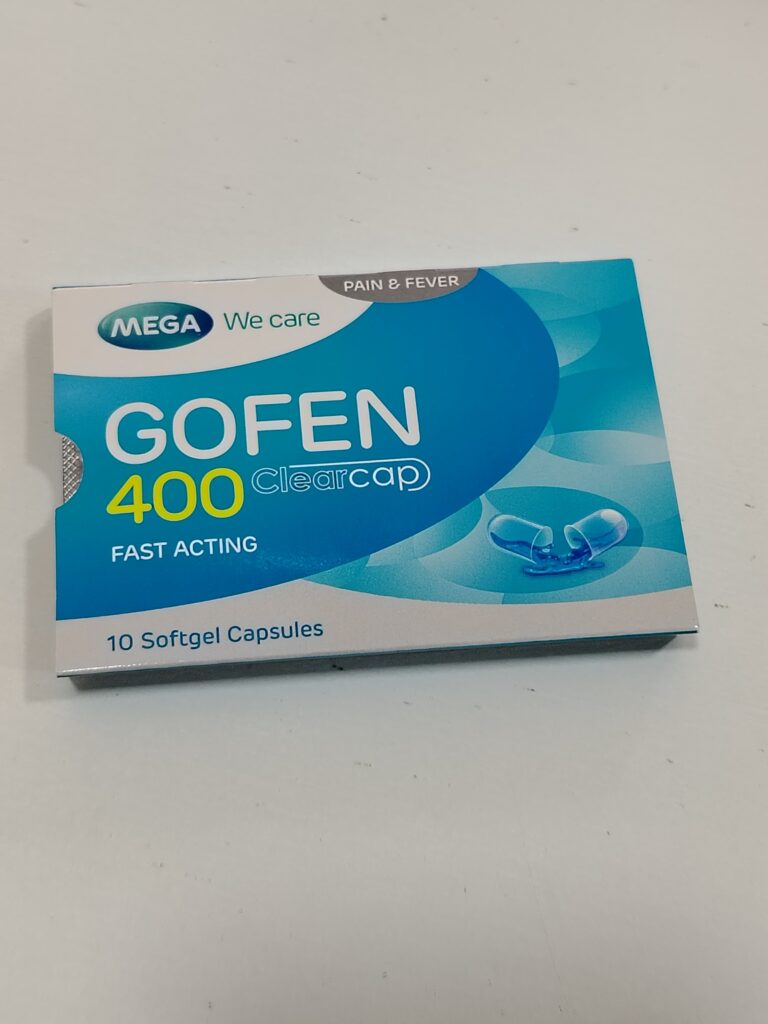 PAIN & FEVER
MEGA We care
GOFEN
400 Clearcap
FAST ACTING
10 Softgel Capsules